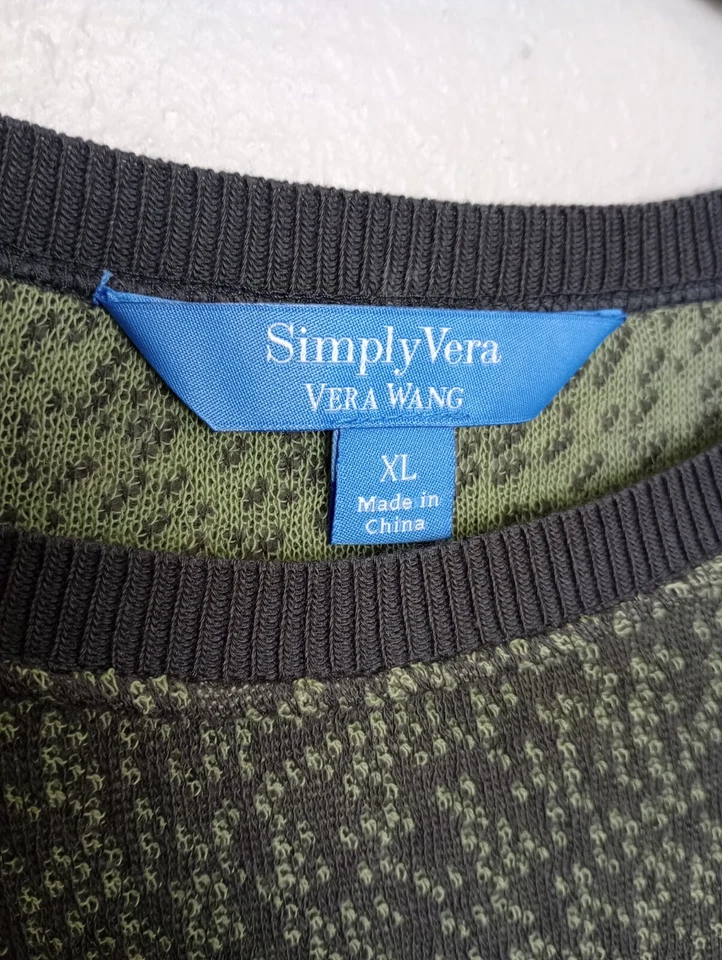 SimplyVera
VERA WANG
XL
Made in
China